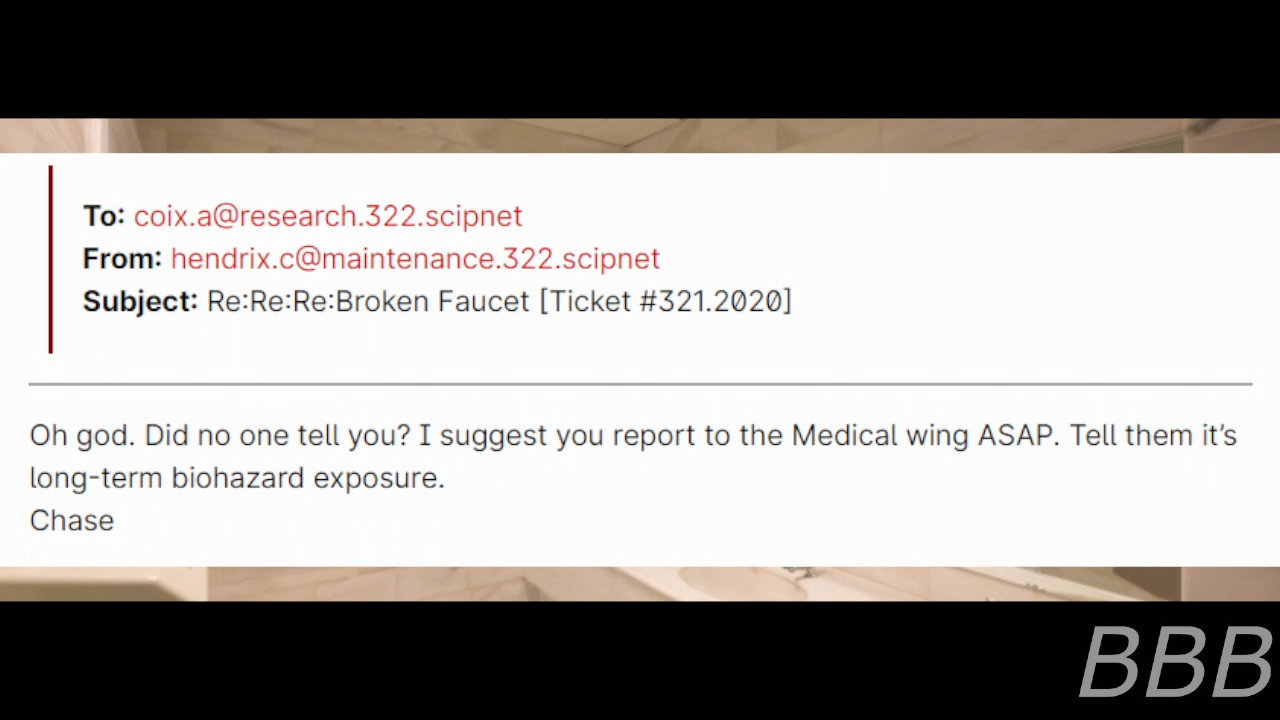 To: coix.a@research.322.scipnet
From: hendrix.c@maintenance.322.scipnet
Subject: Re:Re:Re:Broken Faucet [Ticket #321.2020]
Oh god. Did no one tell you? I suggest you report to the Medical wing ASAP. Tell them it’s
long-term biohazard exposure.
Chase
BBB